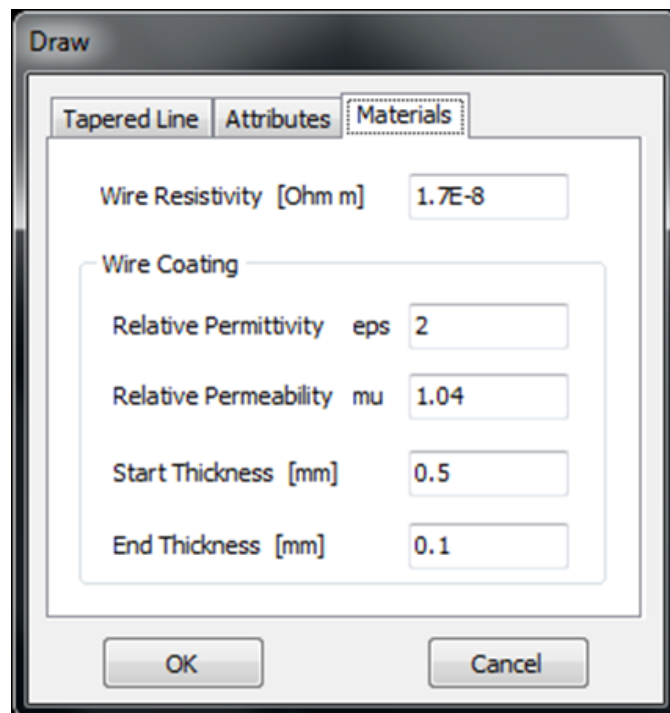 Draw
Tapered Line Attributes Materials
Wire Resistivity [Ohm m] 1.7E-8
Wire Coating
Relative Permittivity eps 2
Relative Permeability mu 1.04
Start Thickness [mm] 0.5
End Thickness [mm] 0.1
OK Cancel